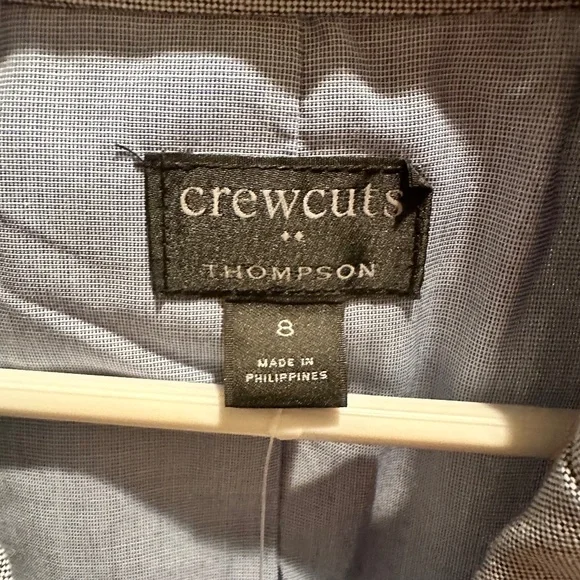 crewcuts
THOMPSON
8
MADE IN
PHILIPPINES